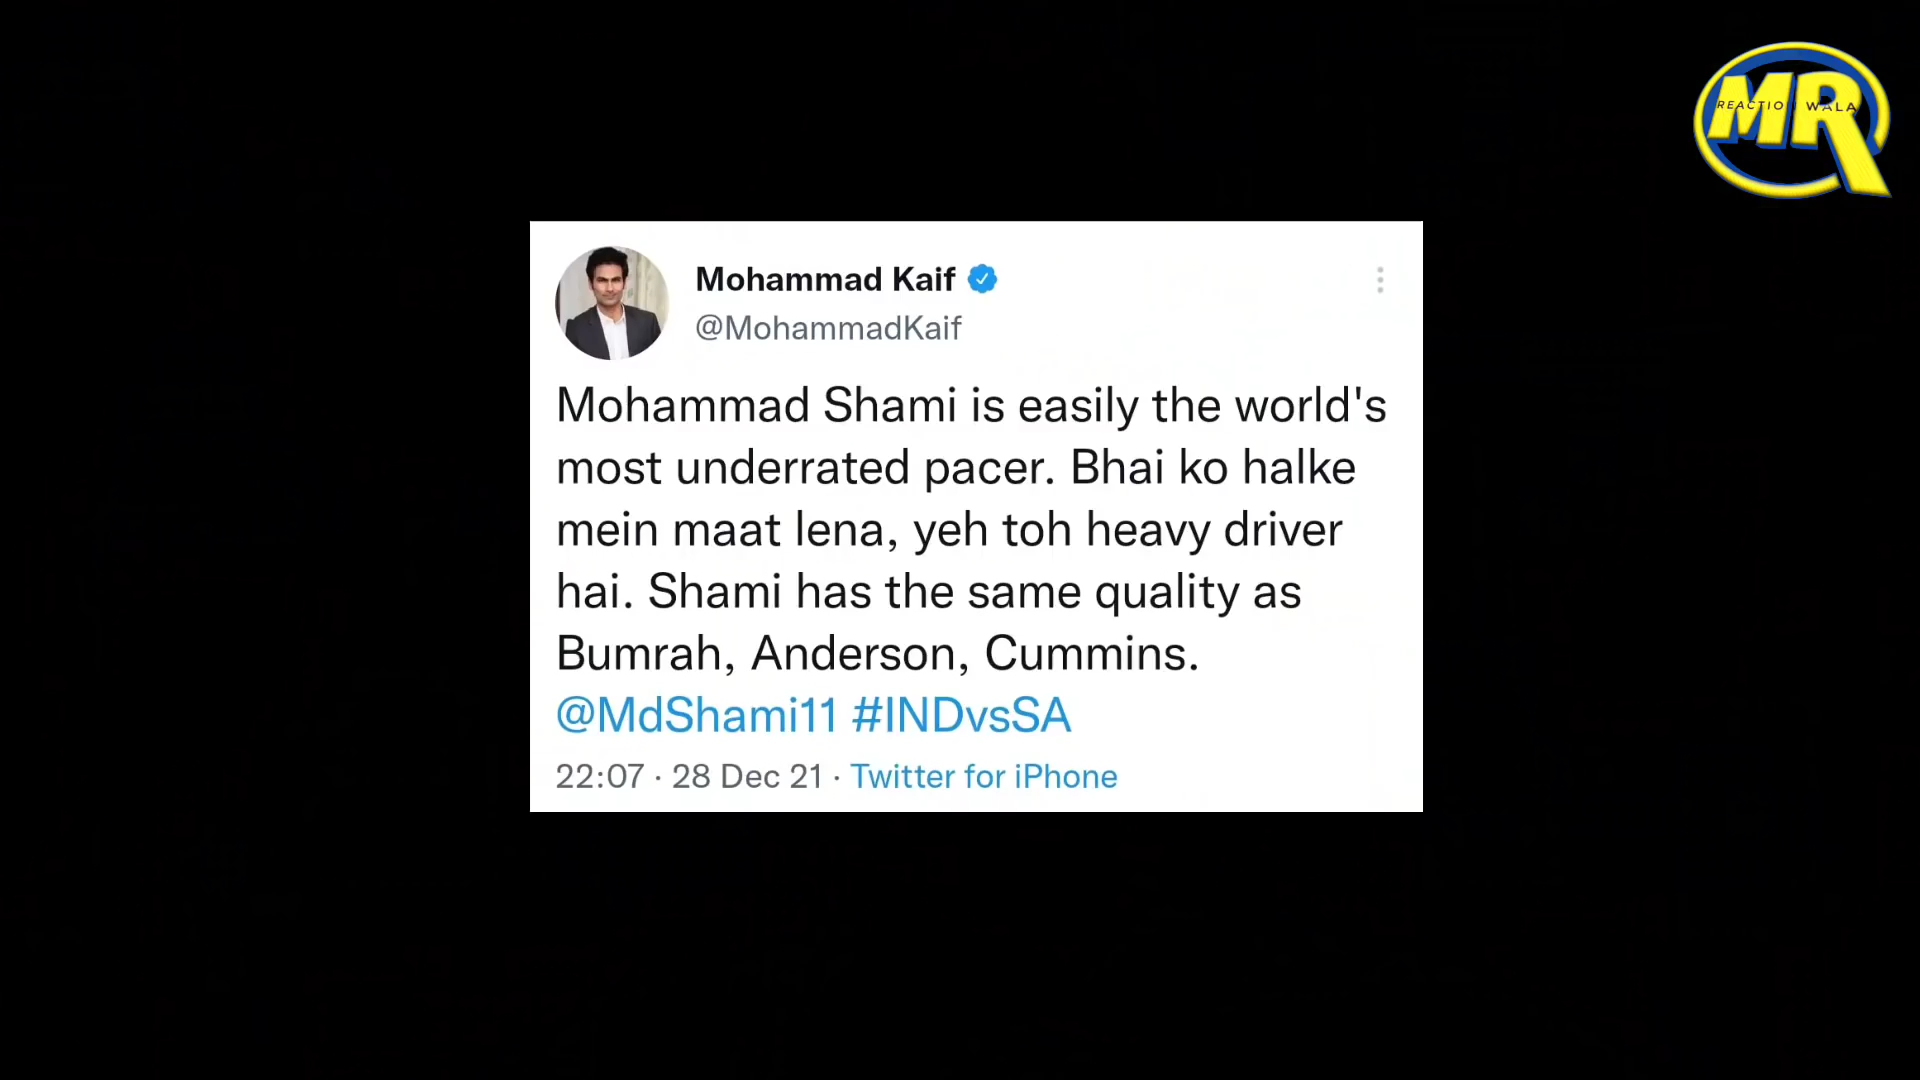 MR
REACTION WALA
Mohammad Kaif
@MohammadKaif
Mohammad Shami is easily the world's
most underrated pacer. Bhai ko halke
mein maat lena, yeh toh heavy driver
hai. Shami has the same quality as
Bumrah, Anderson, Cummins.
@MdShami11 #INDvsSA
22:07 · 28 Dec 21 · Twitter for iPhone